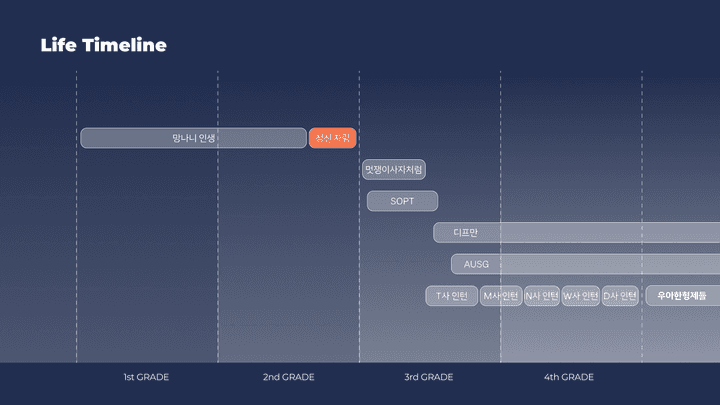 Life Timeline
망나니 인생
정신 차림
멋쟁이사자처럼
SOPT
디프만
AUSG
T사 인턴
M사 인턴
N사 인턴
W사 인턴
D사 인턴
우아한형제들
1st GRADE
2nd GRADE
3rd GRADE
4th GRADE